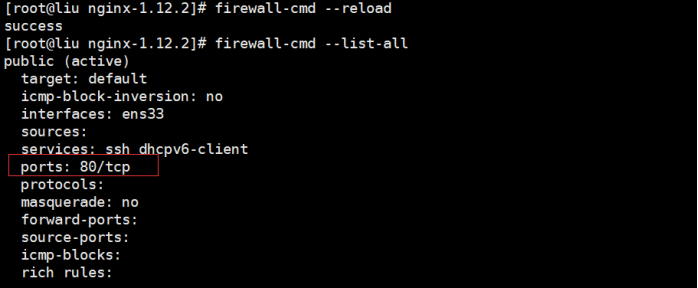 [root@liu nginx-1.12.2]# firewall-cmd --reload
success
[root@liu nginx-1.12.2]# firewall-cmd --list-all
public (active)
  target: default
  icmp-block-inversion: no
  interfaces: ens33
  sources:
  services: ssh dhcpv6-client
  ports: 80/tcp
  protocols:
  masquerade: no
  forward-ports:
  source-ports:
  icmp-blocks:
  rich rules: